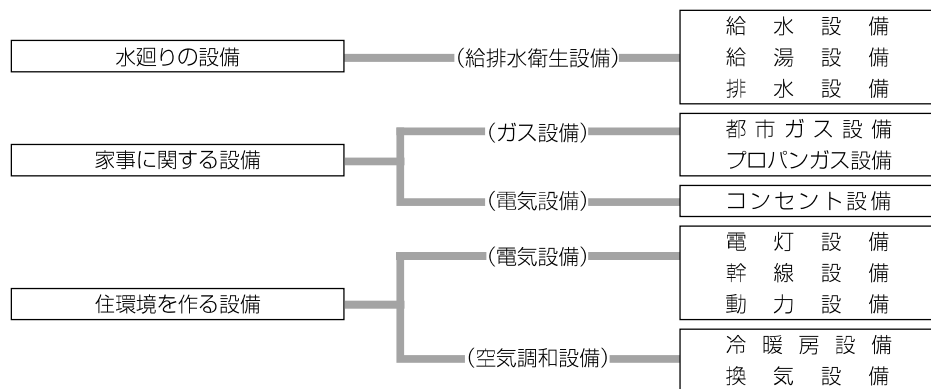 水廻りの設備
(給排水衛生設備)
給水設備
給湯設備
排水設備
家事に関する設備
(ガス設備)
都市ガス設備
プロパンガス設備
(電気設備)
コンセント設備
住環境を作る設備
(電気設備)
電灯設備
幹線設備
動力設備
(空気調和設備)
冷暖房設備
換気設備